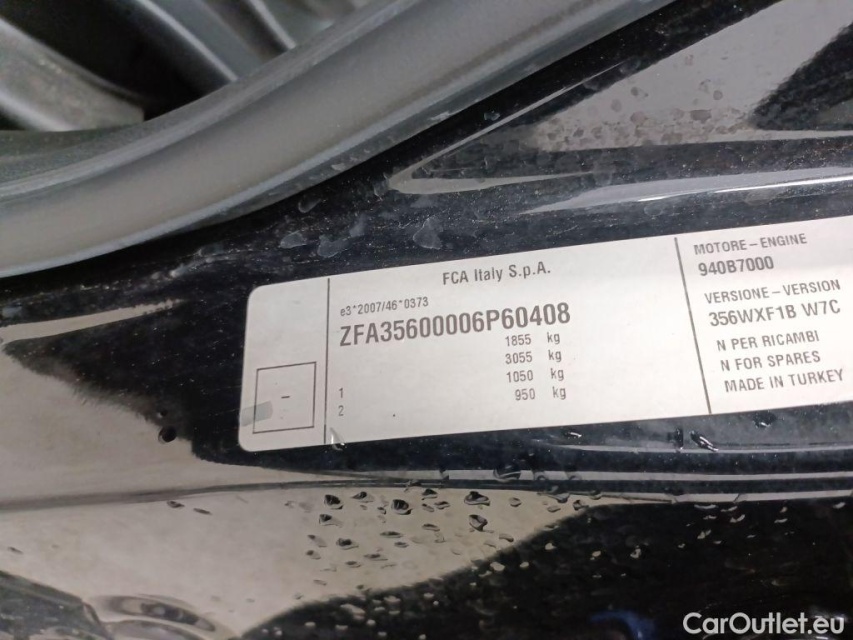 FCA Italy S.p.A.
e3*2007/46*0373
ZFA35600006P60408
1855 kg
3055 kg
1 1050 kg
2 950 kg
-
MOTORE-ENGINE
940B7000
VERSIONE-VERSION
356WXF1B W7C
N PER RICAMBI
N FOR SPARES
MADE IN TURKEY
CarOutlet.eu